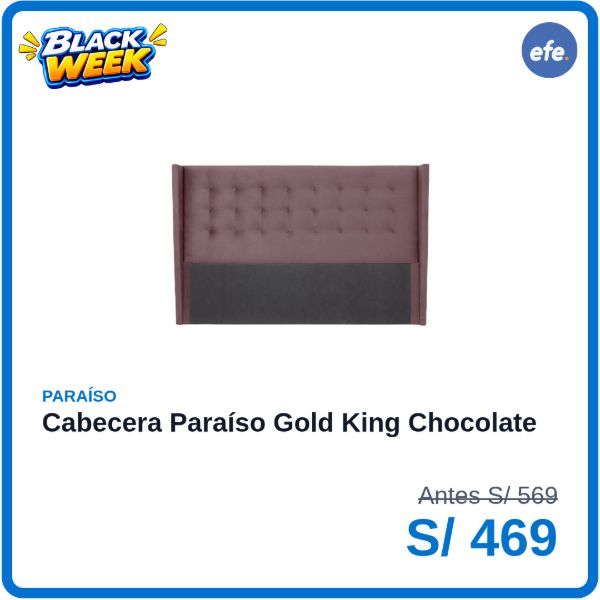 BLACK
WEEK
efe.
PARAÍSO
Cabecera Paraíso Gold King Chocolate
Antes S/ 569
S/ 469